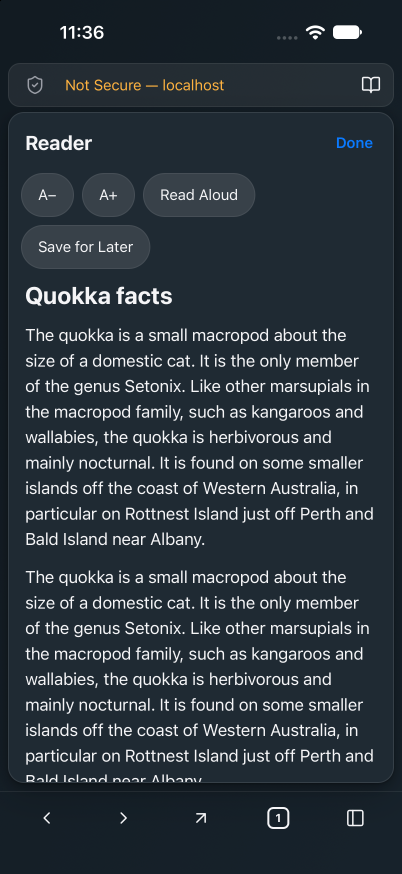 11:36
Not Secure — localhost
Reader
Done
A−
A+
Read Aloud
Save for Later
Quokka facts
The quokka is a small macropod about the
size of a domestic cat. It is the only member
of the genus Setonix. Like other marsupials in
the macropod family, such as kangaroos and
wallabies, the quokka is herbivorous and
mainly nocturnal. It is found on some smaller
islands off the coast of Western Australia, in
particular on Rottnest Island just off Perth and
Bald Island near Albany.
The quokka is a small macropod about the
size of a domestic cat. It is the only member
of the genus Setonix. Like other marsupials in
the macropod family, such as kangaroos and
wallabies, the quokka is herbivorous and
mainly nocturnal. It is found on some smaller
islands off the coast of Western Australia, in
particular on Rottnest Island just off Perth and
Bald Island near Albany.
1